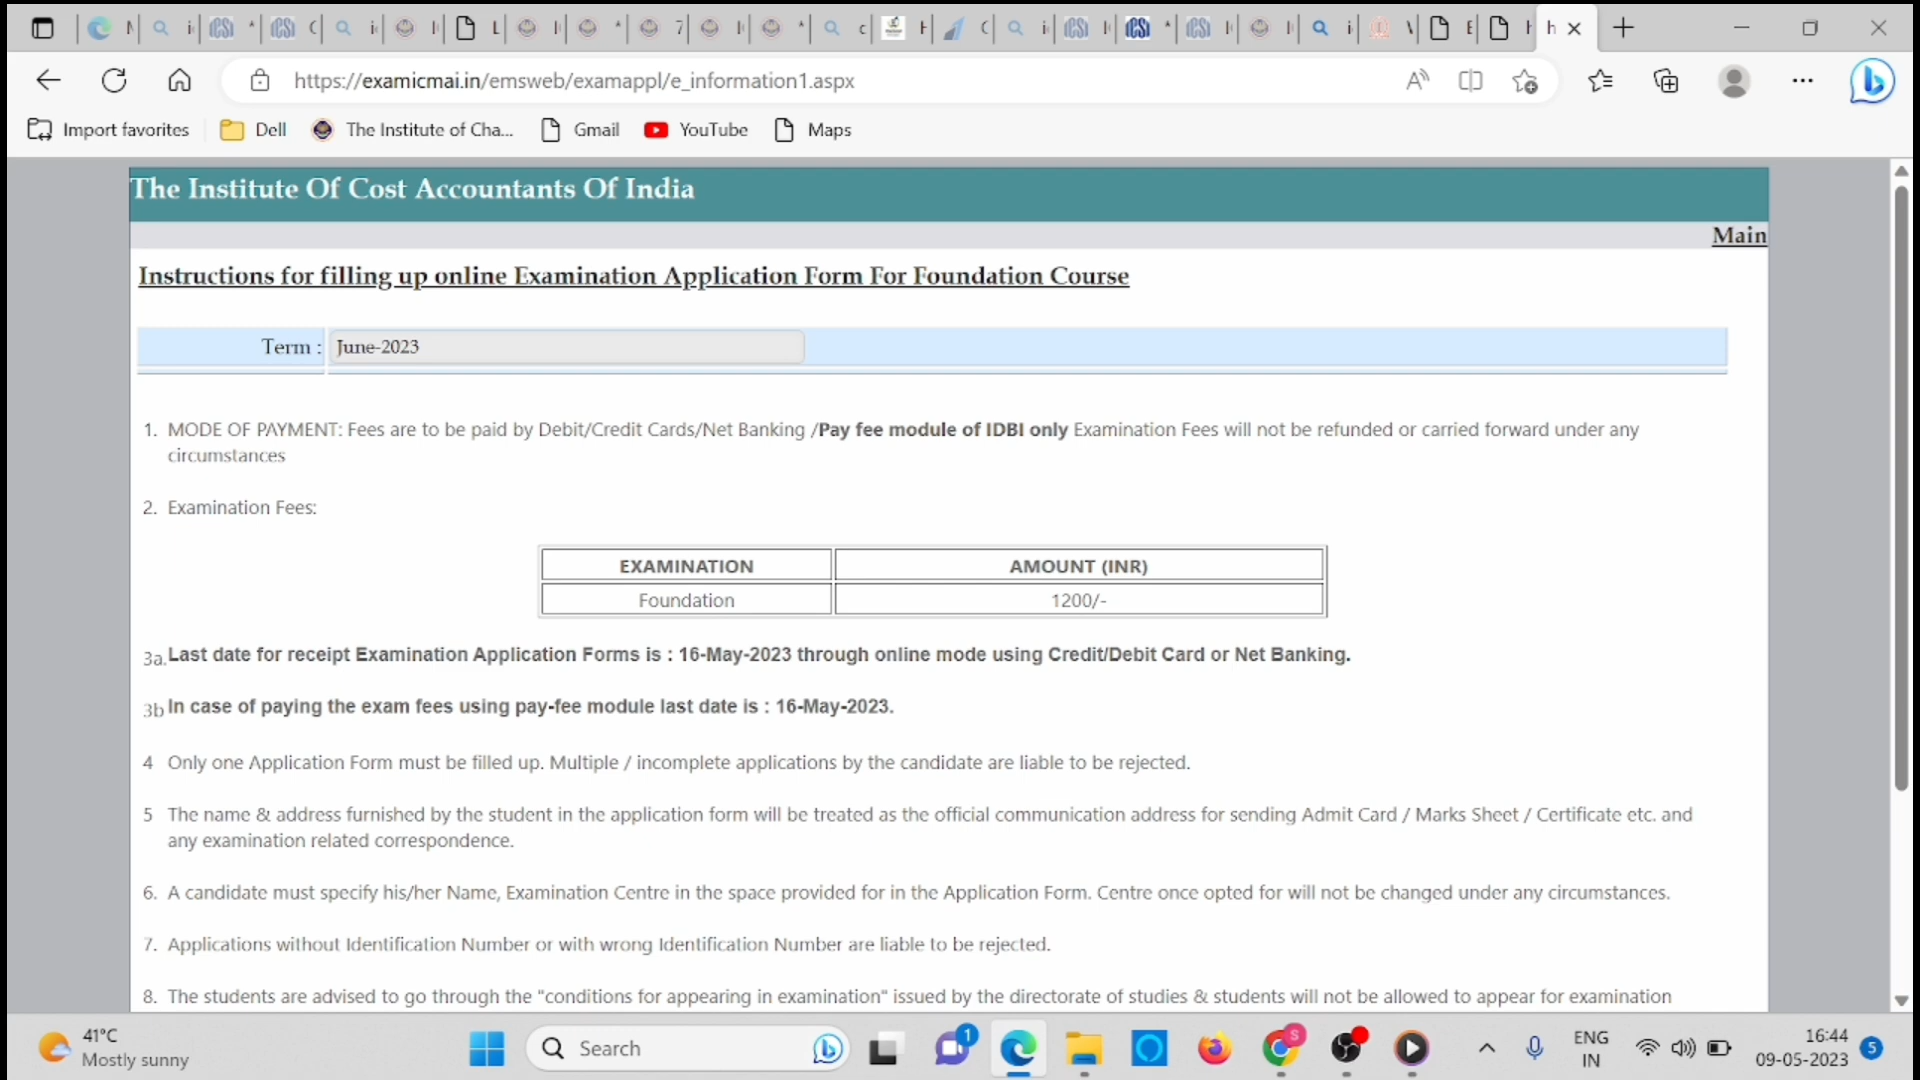 https://examicmai.in/emsweb/examappl/e_information1.aspx
Import favorites Dell The Institute of Cha... Gmail YouTube Maps
The Institute Of Cost Accountants Of India
Main
Instructions for filling up online Examination Application Form For Foundation Course
Term : June-2023
1. MODE OF PAYMENT: Fees are to be paid by Debit/Credit Cards/Net Banking /Pay fee module of IDBI only Examination Fees will not be refunded or carried forward under any
circumstances
2. Examination Fees:
EXAMINATION AMOUNT (INR)
Foundation 1200/-
3a. Last date for receipt Examination Application Forms is : 16-May-2023 through online mode using Credit/Debit Card or Net Banking.
3b In case of paying the exam fees using pay-fee module last date is : 16-May-2023.
4 Only one Application Form must be filled up. Multiple / incomplete applications by the candidate are liable to be rejected.
5 The name & address furnished by the student in the application form will be treated as the official communication address for sending Admit Card / Marks Sheet / Certificate etc. and
any examination related correspondence.
6. A candidate must specify his/her Name, Examination Centre in the space provided for in the Application Form. Centre once opted for will not be changed under any circumstances.
7. Applications without Identification Number or with wrong Identification Number are liable to be rejected.
8. The students are advised to go through the "conditions for appearing in examination" issued by the directorate of studies & students will not be allowed to appear for examination
41°C
Mostly sunny
Search
1
S
ENG
IN
16:44
09-05-2023
5